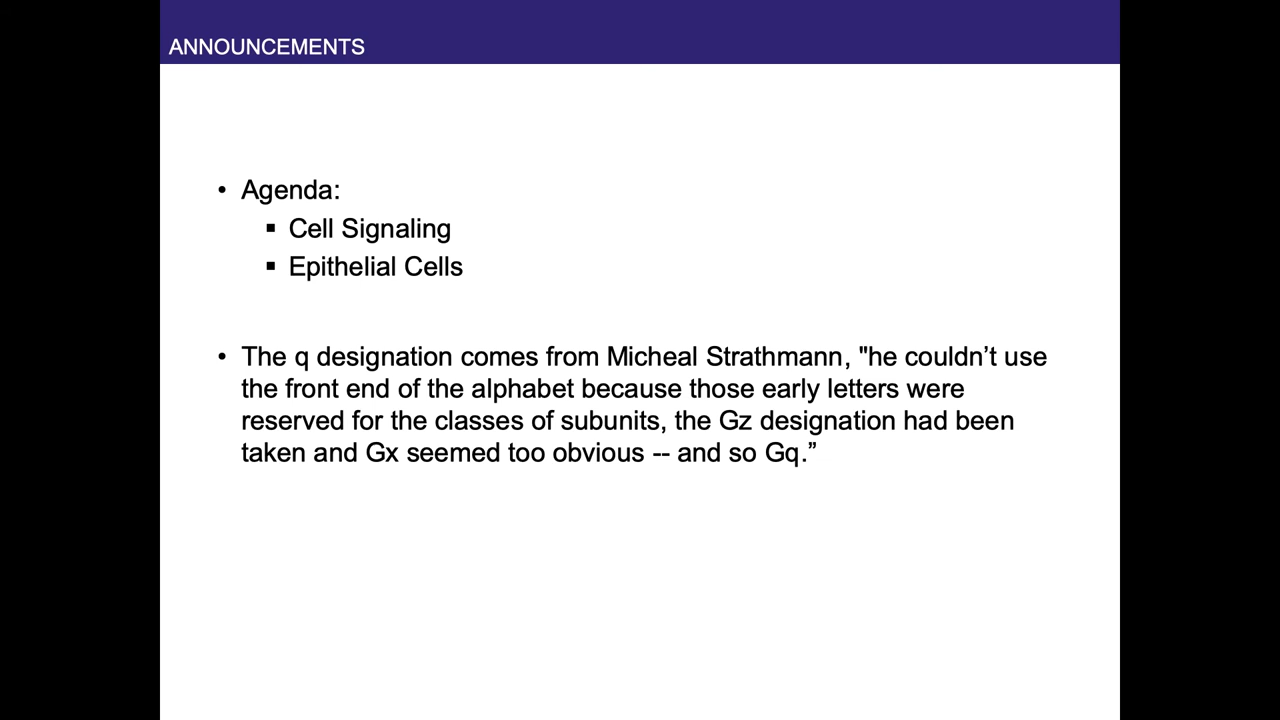 ANNOUNCEMENTS
• Agenda:
▪ Cell Signaling
▪ Epithelial Cells
• The q designation comes from Micheal Strathmann, "he couldn’t use
the front end of the alphabet because those early letters were
reserved for the classes of subunits, the Gz designation had been
taken and Gx seemed too obvious -- and so Gq.”